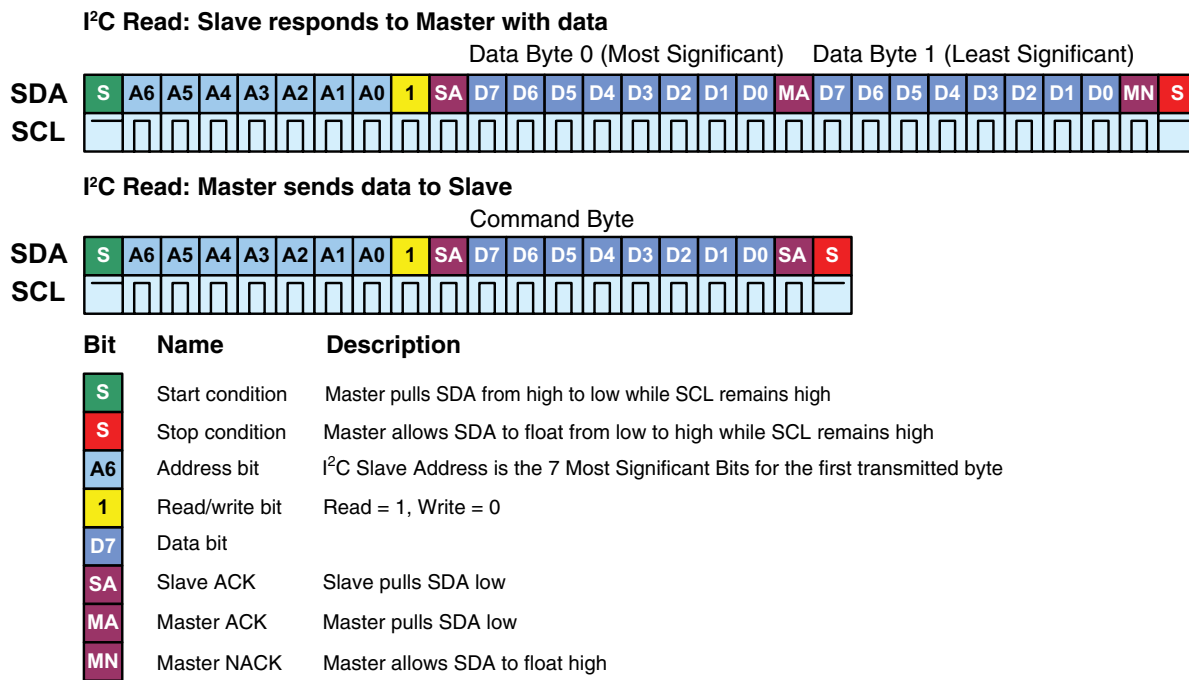 I²C Read: Slave responds to Master with data
Data Byte 0 (Most Significant) Data Byte 1 (Least Significant)
SDA S A6 A5 A4 A3 A2 A1 A0 1 SA D7 D6 D5 D4 D3 D2 D1 D0 MA D7 D6 D5 D4 D3 D2 D1 D0 MN S
SCL
I²C Read: Master sends data to Slave
Command Byte
SDA S A6 A5 A4 A3 A2 A1 A0 1 SA D7 D6 D5 D4 D3 D2 D1 D0 SA S
SCL
Bit Name Description
S Start condition Master pulls SDA from high to low while SCL remains high
S Stop condition Master allows SDA to float from low to high while SCL remains high
A6 Address bit I²C Slave Address is the 7 Most Significant Bits for the first transmitted byte
1 Read/write bit Read = 1, Write = 0
D7 Data bit
SA Slave ACK Slave pulls SDA low
MA Master ACK Master pulls SDA low
MN Master NACK Master allows SDA to float high